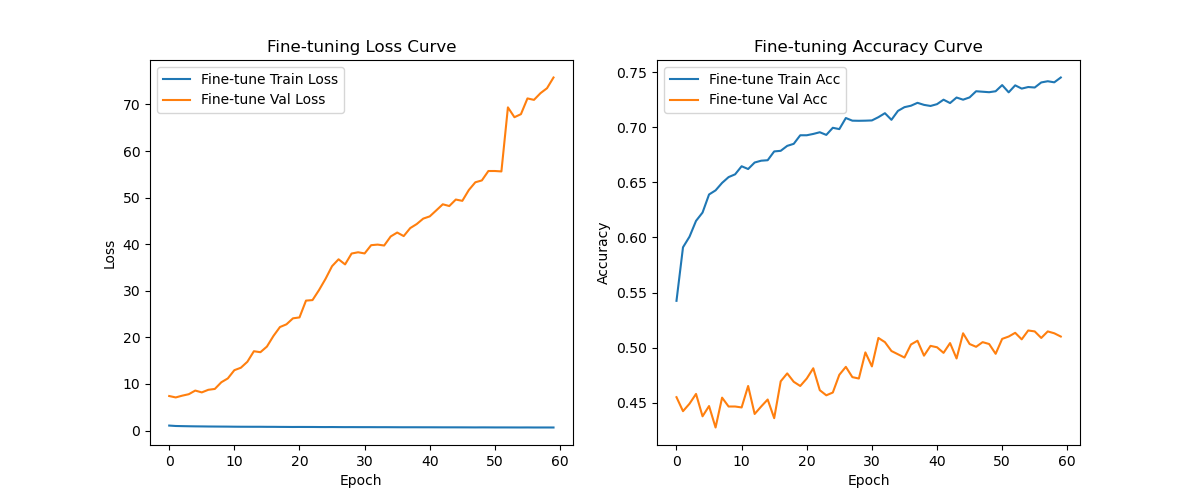 Fine-tuning Loss Curve
Fine-tune Train Loss
Fine-tune Val Loss
70
60
50
40
30
20
10
0
Loss
0 10 20 30 40 50 60
Epoch
Fine-tuning Accuracy Curve
Fine-tune Train Acc
Fine-tune Val Acc
0.75
0.70
0.65
0.60
0.55
0.50
0.45
Accuracy
0 10 20 30 40 50 60
Epoch